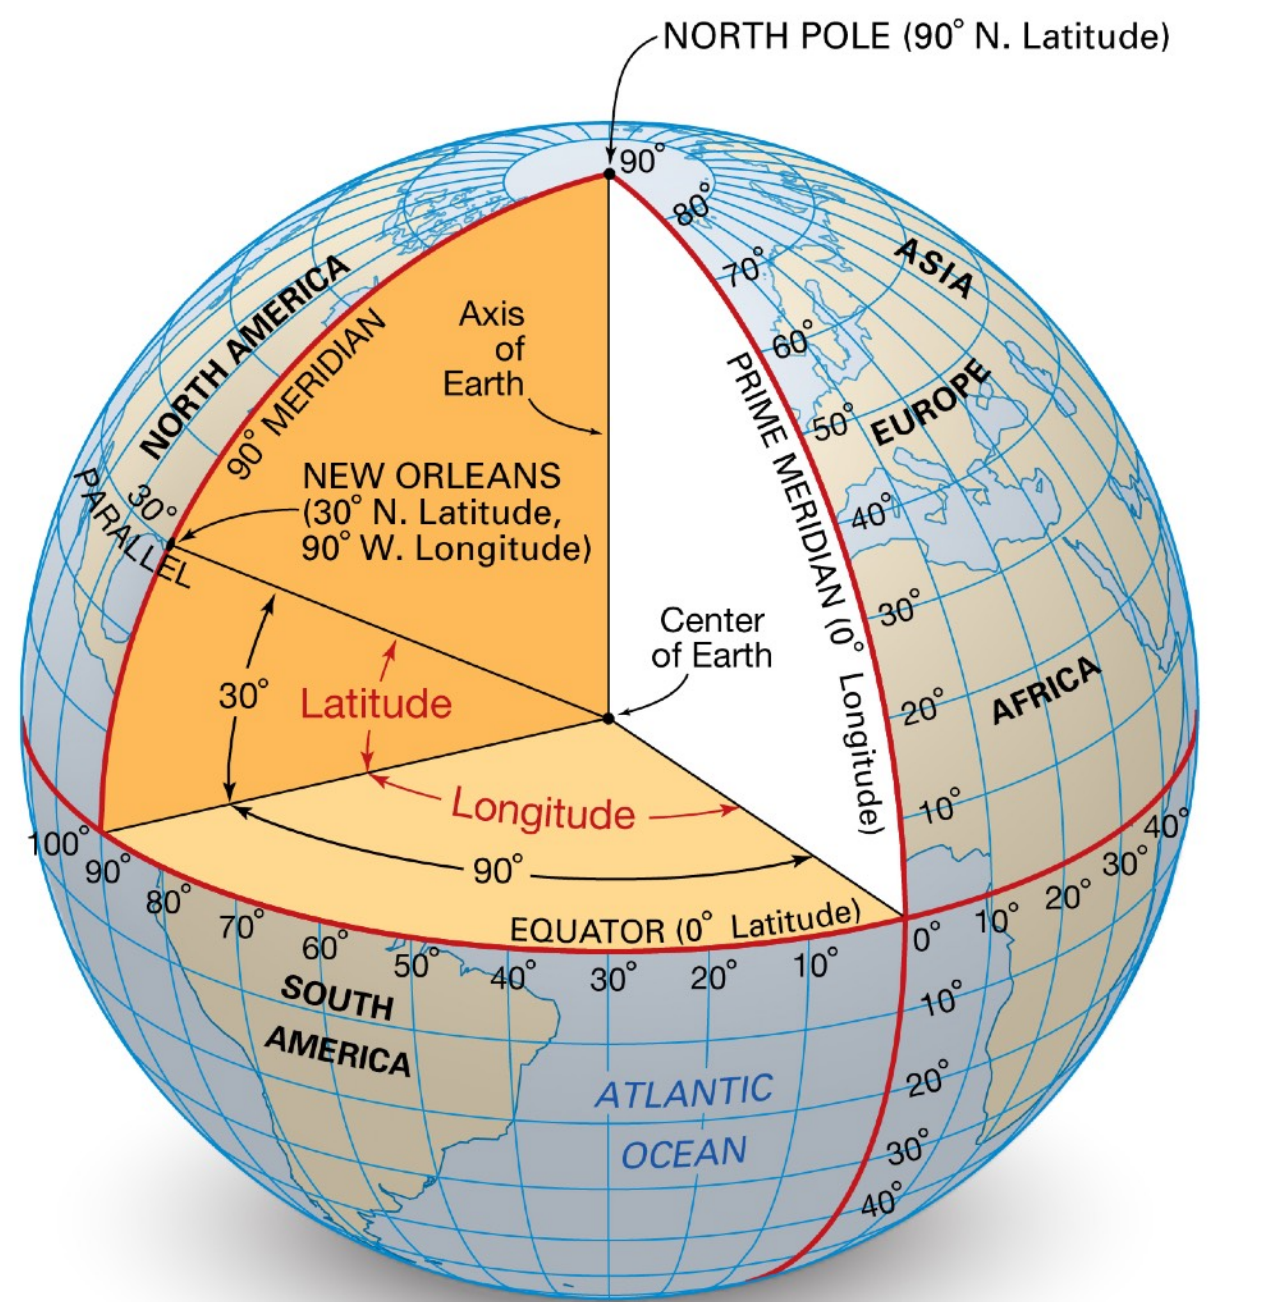 NORTH POLE (90° N. Latitude)
90°
80°
70°
60°
50°
40°
30°
20°
10°
ASIA
EUROPE
AFRICA
NORTH AMERICA
90° MERIDIAN
Axis
of
Earth
PRIME MERIDIAN (0° Longitude)
NEW ORLEANS
(30° N. Latitude,
90° W. Longitude)
30°
PARALLEL
Center
of Earth
30°
Latitude
Longitude
90°
EQUATOR (0° Latitude)
100°
90°
80°
70°
60°
50°
40°
30°
20°
10°
0°
10°
20°
30°
40°
10°
20°
30°
40°
SOUTH
AMERICA
ATLANTIC
OCEAN